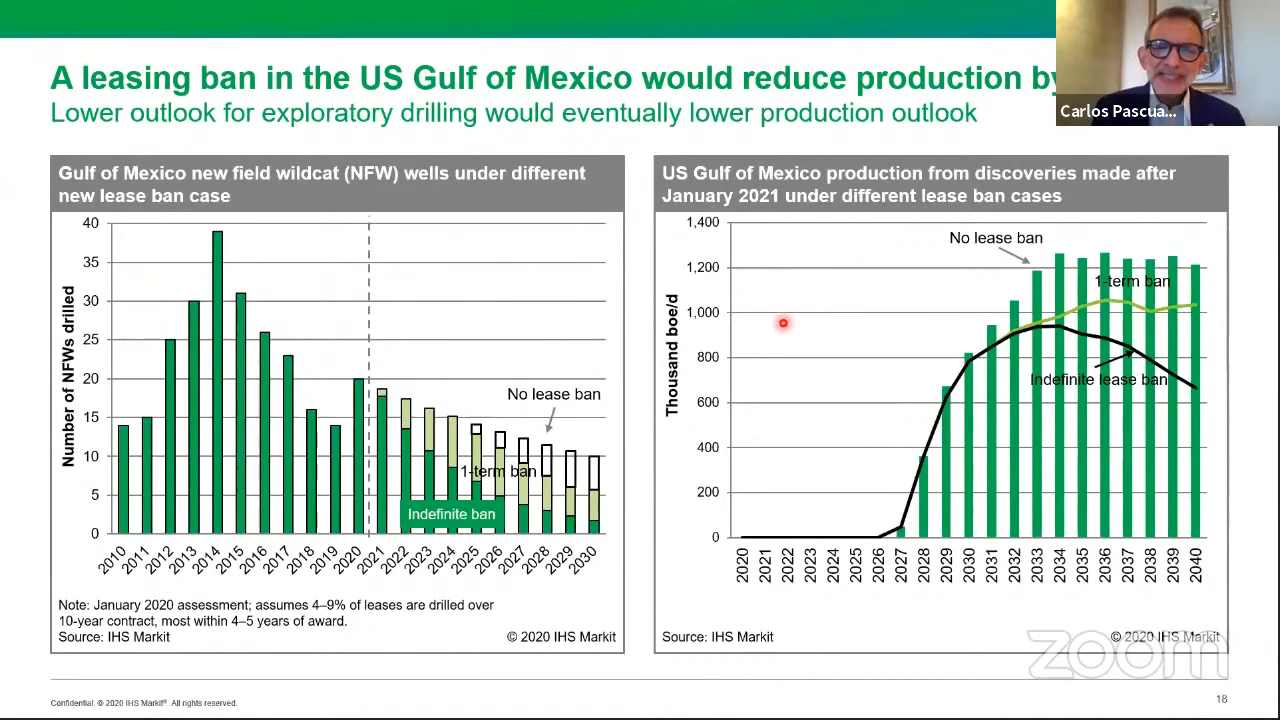 A leasing ban in the US Gulf of Mexico would reduce production by
Lower outlook for exploratory drilling would eventually lower production outlook
Carlos Pascua...
Gulf of Mexico new field wildcat (NFW) wells under different
new lease ban case
Number of NFWs drilled
40
35
30
25
20
15
10
5
0
No lease ban
1-term ban
Indefinite ban
2010
2011
2012
2013
2014
2015
2016
2017
2018
2019
2020
2021
2022
2023
2024
2025
2026
2027
2028
2029
2030
Note: January 2020 assessment; assumes 4–9% of leases are drilled over
10-year contract, most within 4–5 years of award.
Source: IHS Markit
© 2020 IHS Markit
US Gulf of Mexico production from discoveries made after
January 2021 under different lease ban cases
Thousand boe/d
1,400
1,200
1,000
800
600
400
200
0
No lease ban
1-term ban
Indefinite lease ban
2020
2021
2022
2023
2024
2025
2026
2027
2028
2029
2030
2031
2032
2033
2034
2035
2036
2037
2038
2039
2040
Source: IHS Markit
© 2020 IHS Markit
zoom
Confidential. © 2020 IHS Markit®. All rights reserved.
18